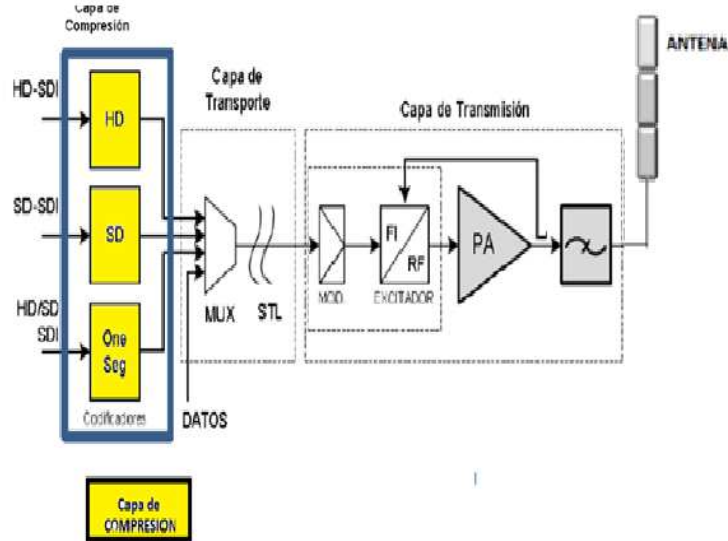 Capa de
Compresión
HD-SDI
HD
SD-SDI
SD
HD/SD
SDI
One
Seg
Codificadores
Capa de
Transporte
MUX
STL
DATOS
Capa de Transmisión
MOD.
FI
RF
EXCITADOR
PA
ANTENA
Capa de
COMPRESION